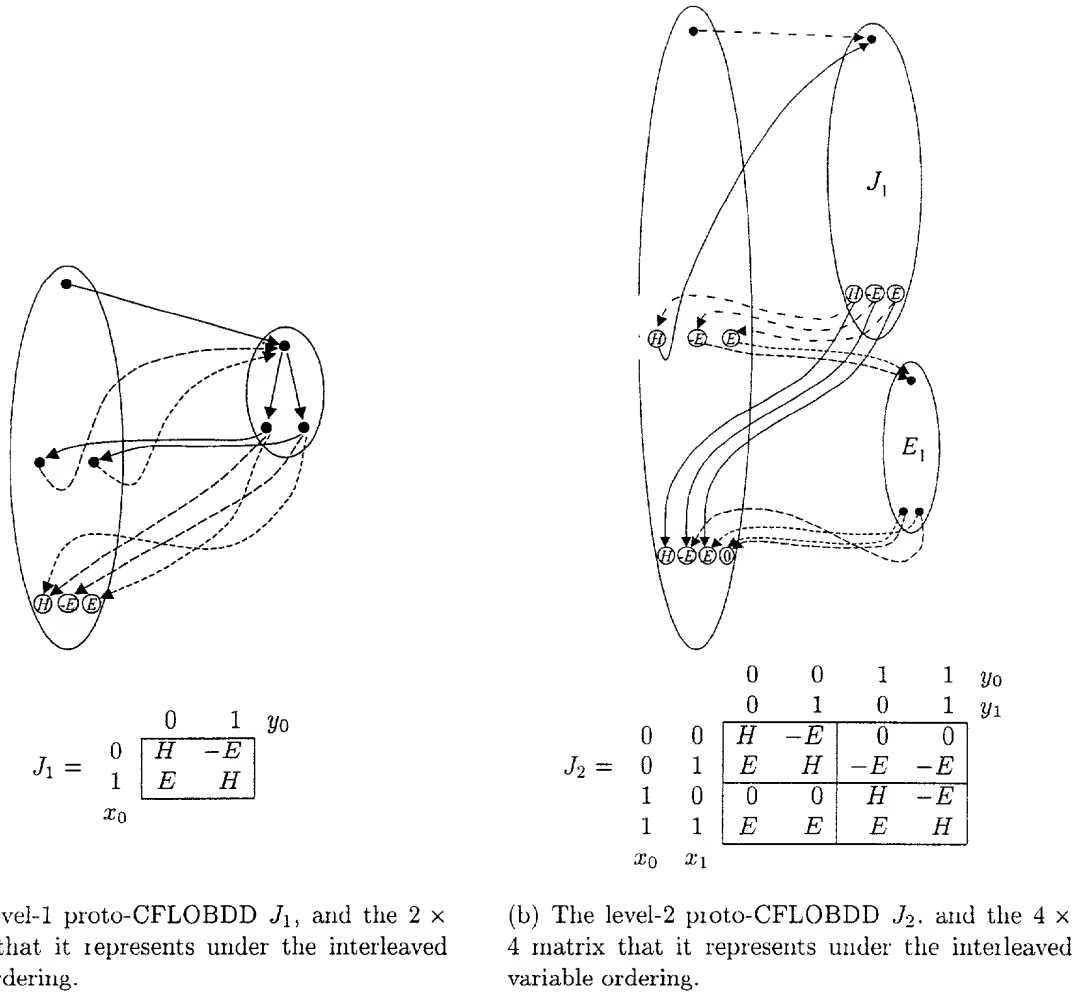 J₁
H -E E
H -E E
E₁
H -E E
H -E E 0
0 1 y₀
J₁ = 0 H −E
1 E H
x₀
0 0 1 1 y₀
0 1 0 1 y₁
0 0 H −E 0 0
J₂ = 0 1 E H −E −E
1 0 0 0 H −E
1 1 E E E H
x₀ x₁
vel-1 proto-CFLOBDD J₁, and the 2 ×
that it represents under the interleaved
rdering.
(b) The level-2 proto-CFLOBDD J₂. and the 4 ×
4 matrix that it represents under the interleaved
variable ordering.